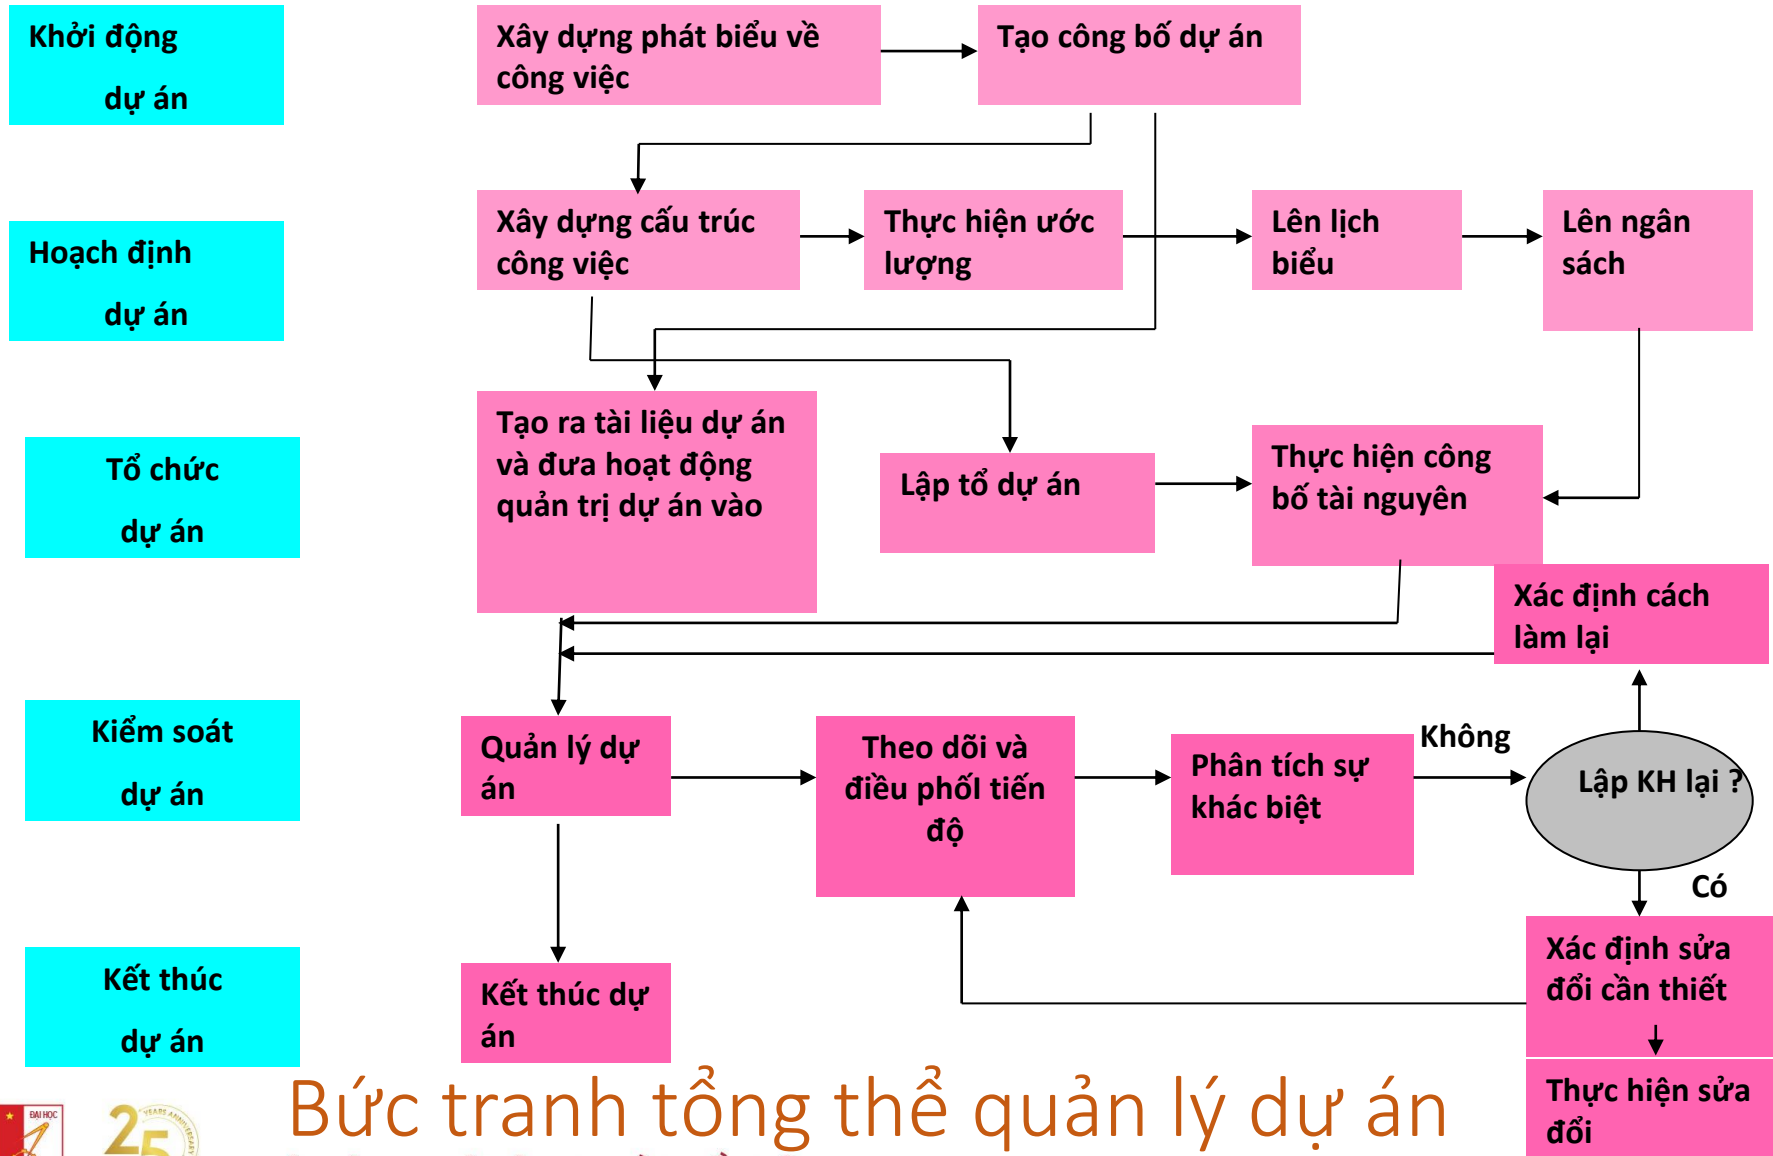 Khởi động
dự án
Xây dựng phát biểu về
công việc
Tạo công bố dự án
Hoạch định
dự án
Xây dựng cấu trúc
công việc
Thực hiện ước
lượng
Lên lịch
biểu
Lên ngân
sách
Tổ chức
dự án
Tạo ra tài liệu dự án
và đưa hoạt động
quản trị dự án vào
Lập tổ dự án
Thực hiện công
bố tài nguyên
Xác định cách
làm lại
Kiểm soát
dự án
Quản lý dự
án
Theo dõi và
điều phốI tiến
độ
Phân tích sự
khác biệt
Không
Lập KH lại ?
Có
Kết thúc
dự án
Kết thúc dự
án
Xác định sửa
đổi cần thiết
Thực hiện sửa
đổi
Bức tranh tổng thể quản lý dự án
ĐẠI HỌC
25
YEARS ANNIVERSARY